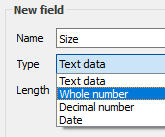 New field
Name Size
Type Text data
Text data
Length Whole number
Decimal number
Date